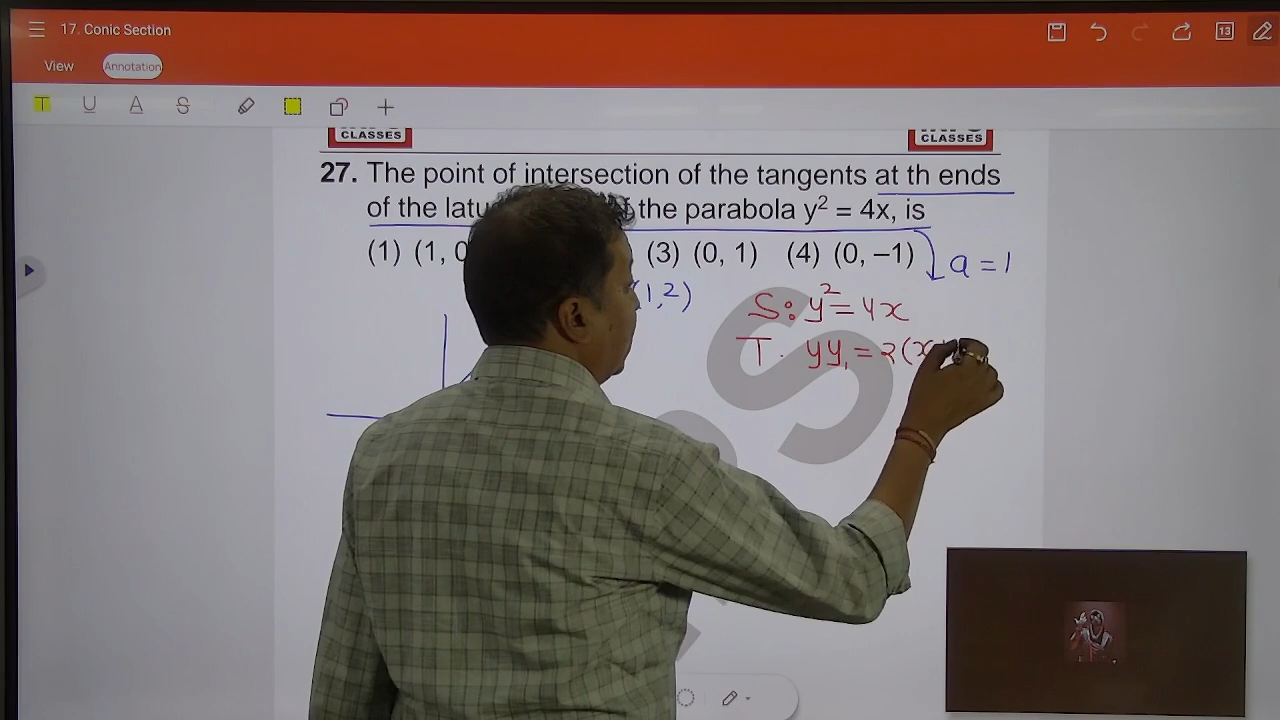 17. Conic Section
13
View
Annotation
T U A S
CLASSES
CLASSES
27. The point of intersection of the tangents at th ends
of the latu the parabola y² = 4x, is
(1) (1, 0 (3) (0, 1) (4) (0, –1)
a = 1
(1,2)
S: y² = 4x
T. yy₁ = 2(x+